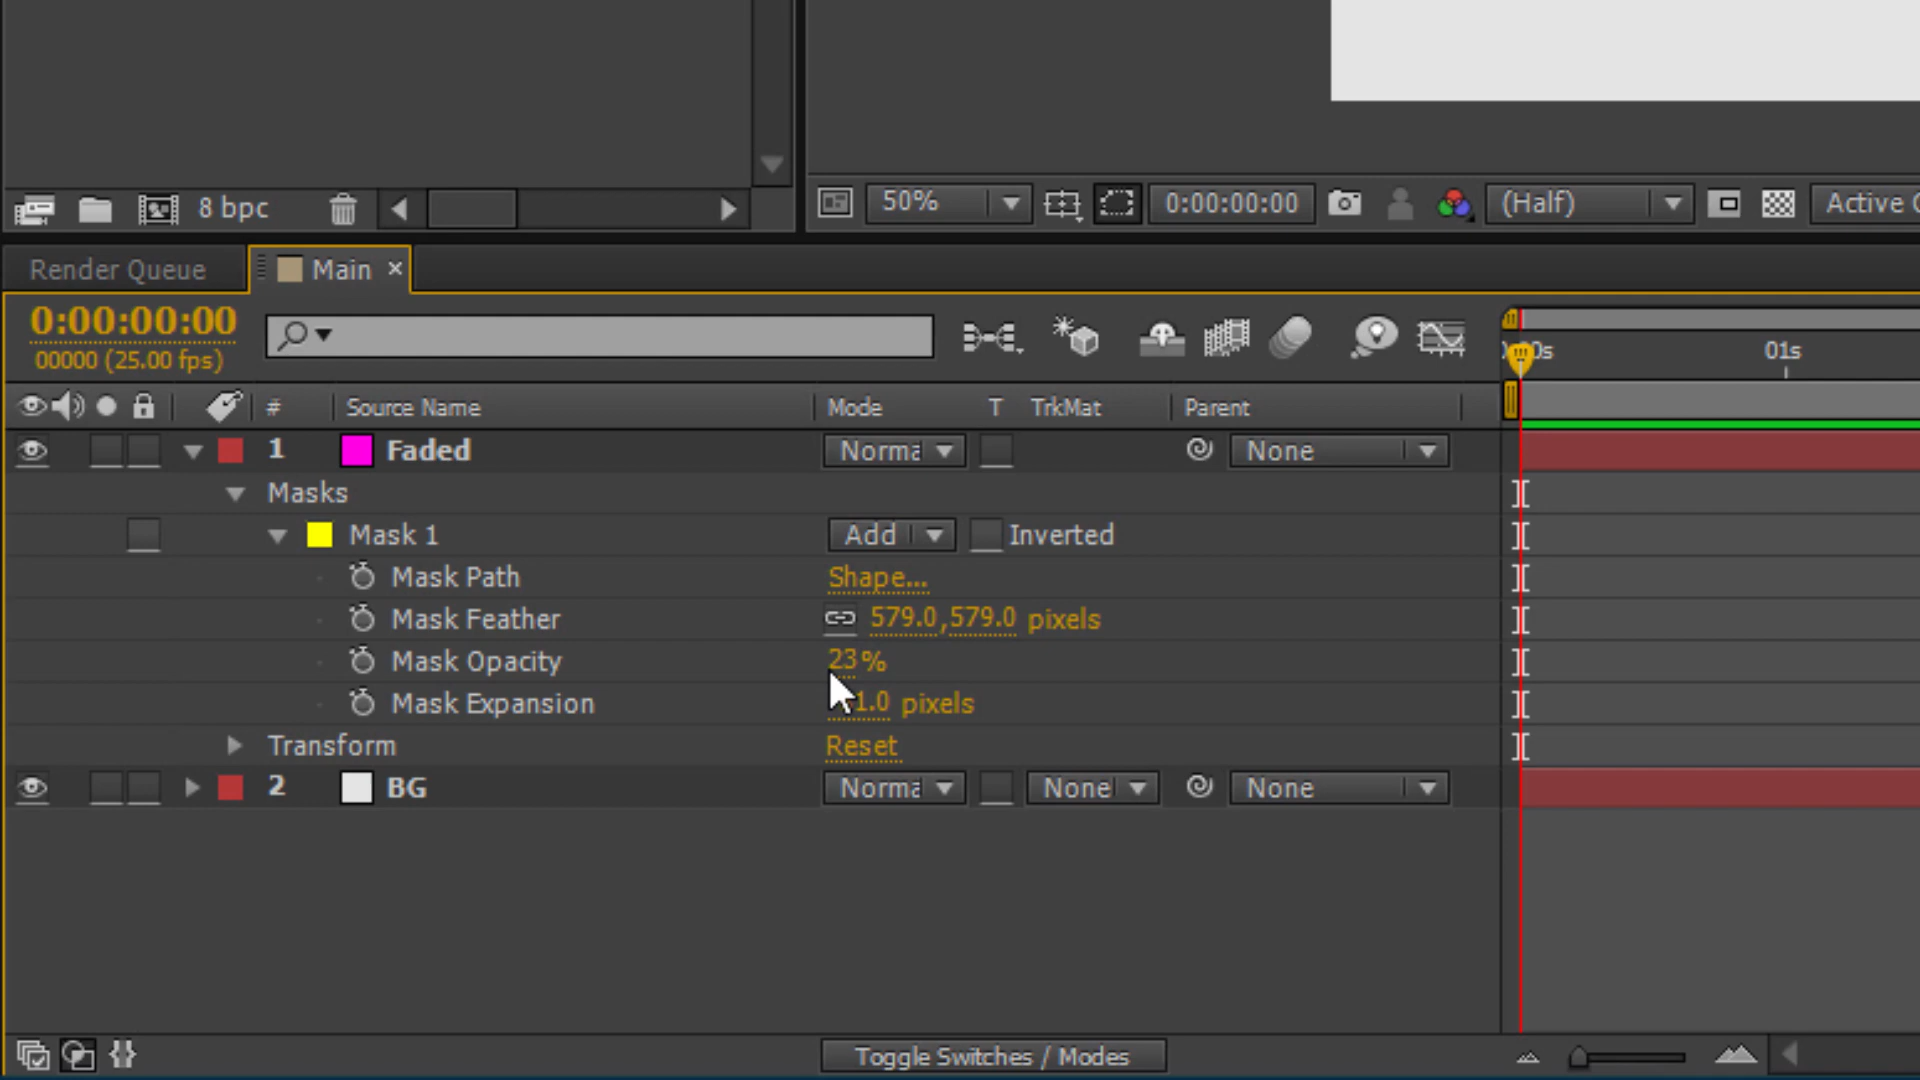 8 bpc
50%
0:00:00:00
(Half)
Active
Render Queue
Main ×
0:00:00:00
00000 (25.00 fps)
01s
# Source Name Mode T TrkMat Parent
1 Faded Norma None
Masks
Mask 1 Add Inverted
Mask Path Shape...
Mask Feather 579.0,579.0 pixels
Mask Opacity 23%
Mask Expansion 1.0 pixels
Transform Reset
2 BG Norma None None
Toggle Switches / Modes